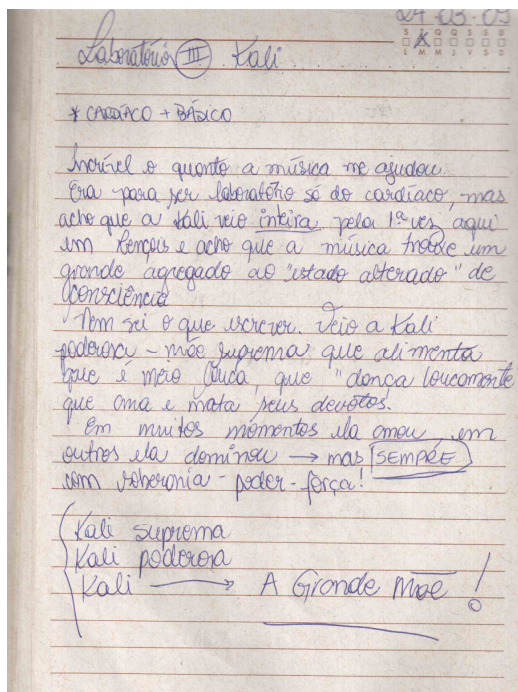 24-03-09
S T Q Q S S D
L M M J V S D
Laboratório III Kali
* CARDÍACO + BÁSICO
Incrível o quanto a música me ajudou.
Era para ser laboratório só do cardíaco, mas
acho que a Kali veio inteira pela 1ª vez aqui
em Lençois e acho que a música trouxe um
grande agregado ao "estado alterado" de
consciência
Nem sei o que escrever. Veio a Kali
poderosa - mãe suprema que alimenta
que é meio louca, que "dança loucamente
que ama e mata seus devotos.
Em muitos momentos ela amou, em
outros ela dominou → mas SEMPRE
com soberania - poder - força!
Kali suprema
Kali poderosa
Kali → A Grande Mãe!